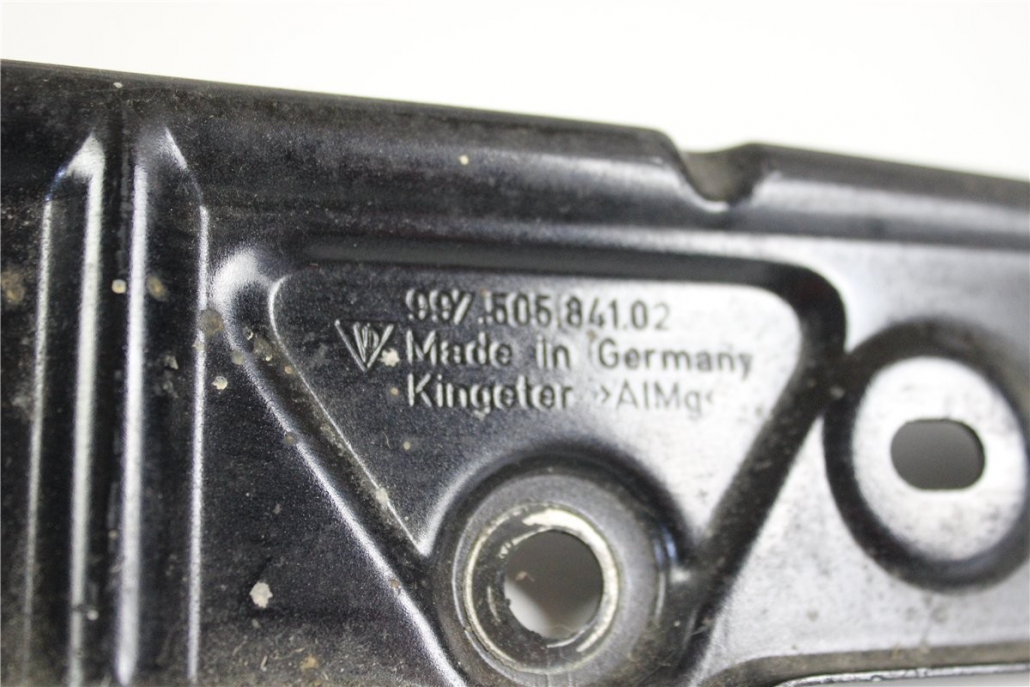 997.505.841.02
Made in Germany
Kingeter »AlMg«